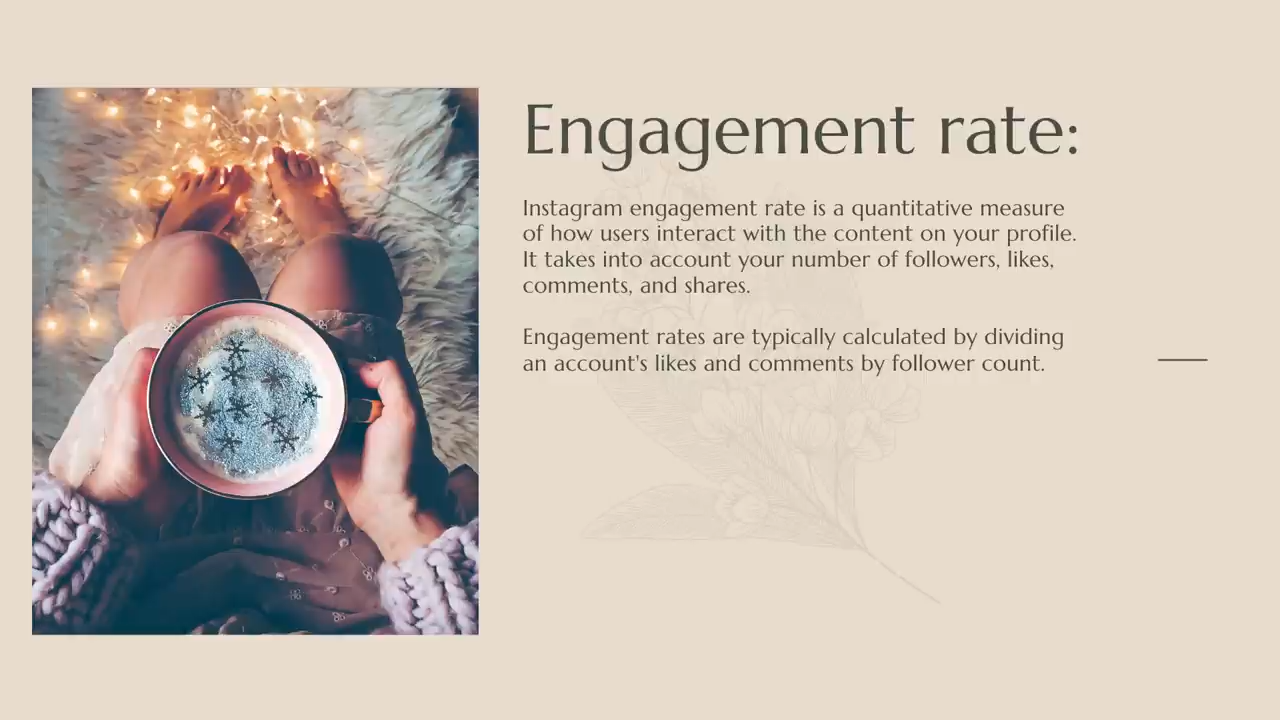 Engagement rate:
Instagram engagement rate is a quantitative measure
of how users interact with the content on your profile.
It takes into account your number of followers, likes,
comments, and shares.
Engagement rates are typically calculated by dividing
an account's likes and comments by follower count.